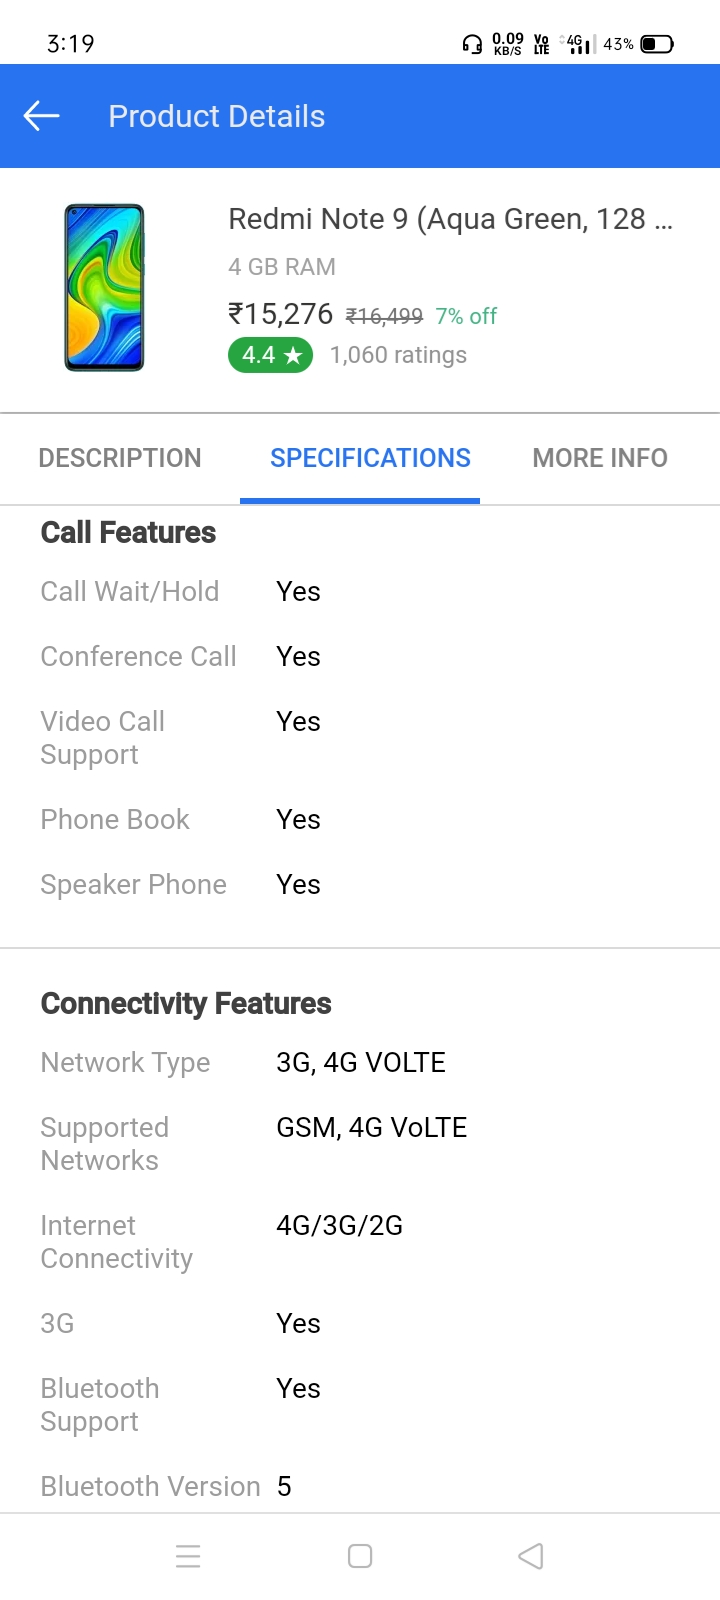 3:19
0.09 KB/S Vo LTE 4G 43%
Product Details
Redmi Note 9 (Aqua Green, 128 ...
4 GB RAM
₹15,276 ₹16,499 7% off
4.4 ★ 1,060 ratings
DESCRIPTION SPECIFICATIONS MORE INFO
Call Features
Call Wait/Hold Yes
Conference Call Yes
Video Call Yes
Support
Phone Book Yes
Speaker Phone Yes
Connectivity Features
Network Type 3G, 4G VOLTE
Supported GSM, 4G VoLTE
Networks
Internet 4G/3G/2G
Connectivity
3G Yes
Bluetooth Yes
Support
Bluetooth Version 5